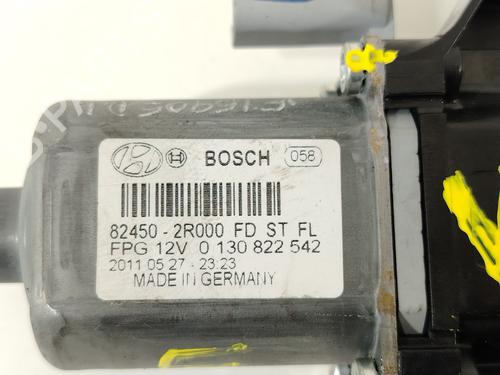 BOSCH 058
82450 - 2R000 FD ST FL
FPG 12V 0 130 822 542
2011 05 27 - 23:23
MADE IN GERMANY